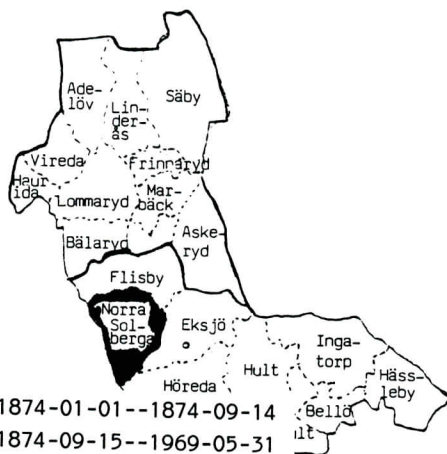 Ade-
löv
Lin-
der-
ås
Säby
Vireda
Frinnaryd
Haur
ida
Lommaryd
Mar-
bäck
Bälaryd
Aske-
ryd
Flisby
Norra
Sol-
berga
Eksjö
Inga-
torp
Hult
Häss-
leby
Höreda
Bellö
lt
1874-01-01--1874-09-14
1874-09-15--1969-05-31